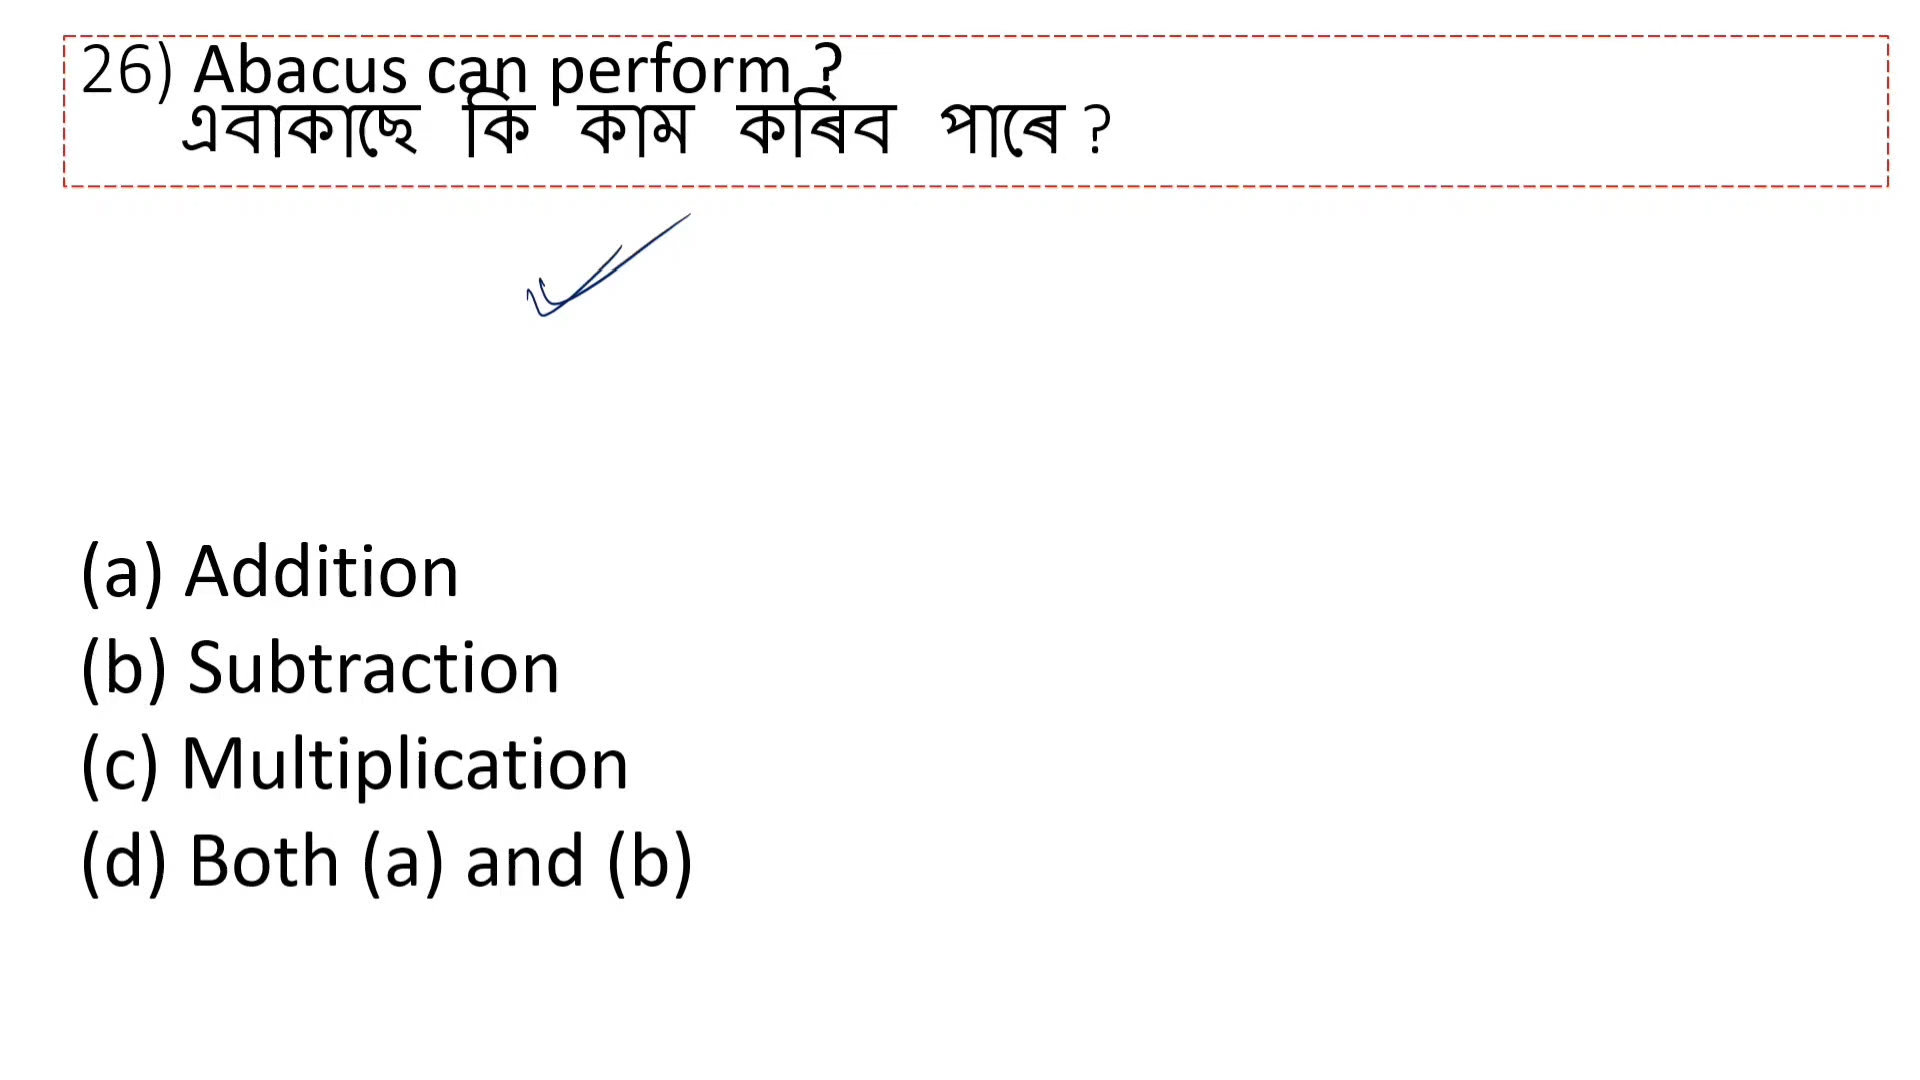 26) Abacus can perform ?
এবাকাছে কি কাম কৰিব পাৰে ?
(a) Addition
(b) Subtraction
(c) Multiplication
(d) Both (a) and (b)